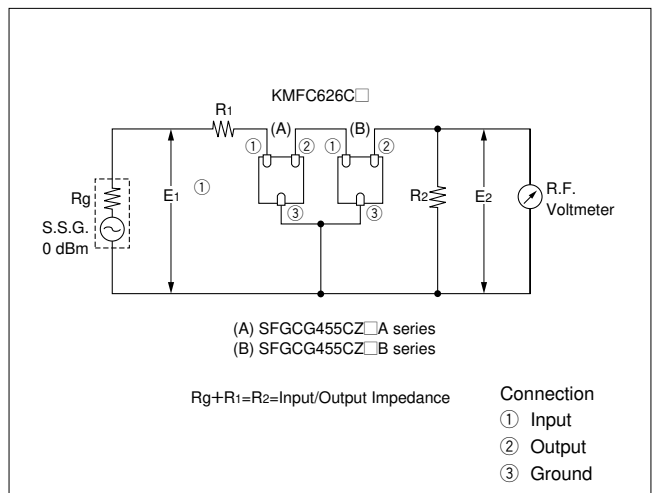 KMFC626C□
R1
(A)
(B)
①
②
①
②
①
Rg
E1
③
③
R2
E2
R.F.
Voltmeter
S.S.G.
0 dBm
(A) SFGCG455CZ□A series
(B) SFGCG455CZ□B series
Rg+R1=R2=Input/Output Impedance
Connection
① Input
② Output
③ Ground